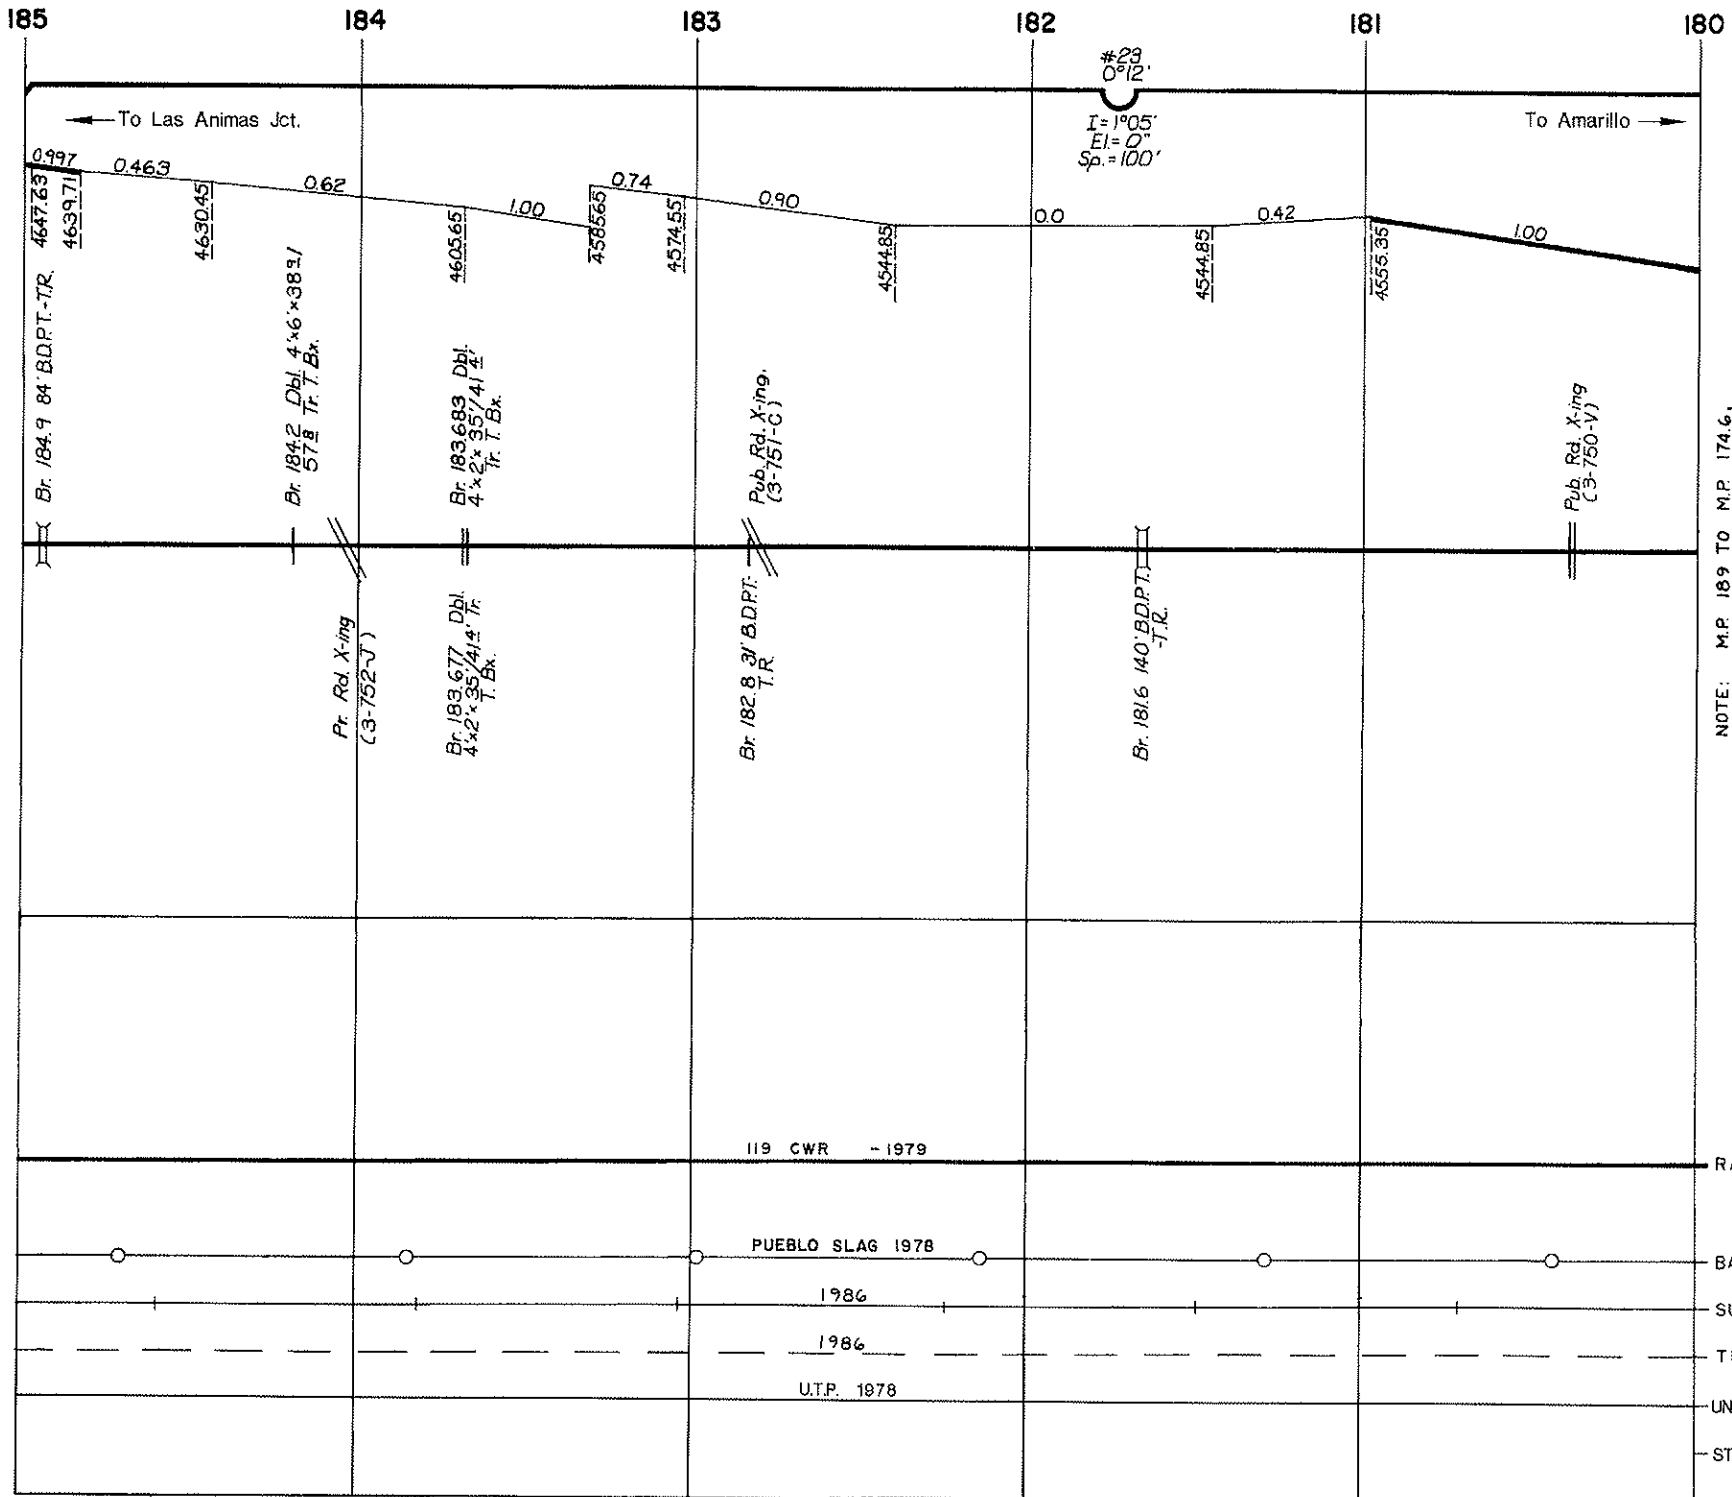 185 184 183 182 181 180
#23
0°12'
To Las Animas Jct.
To Amarillo
I=1°05'
El.=0"
Sp.=100'
0.997 0.463 0.62 1.00 0.74 0.90 0.0 0.42 1.00
4647.63
4639.71
4630.45
4605.65
4585.65
4574.55
4544.85
4544.85
4555.35
Br. 184.9 84' B.D.P.T.-T.R.
Br. 184.2 Dbl. 4'x6'x38
Tr. T. Bx.
Br. 183.683 Dbl.
4'x2'x35'/41
Tr. T. Bx.
Pub. Rd. X-ing.
(3-751-C)
Pub. Rd. X-ing
(3-750-V)
Pr. Rd. X-ing
(3-752-J)
Br. 183.677 Dbl.
4'x2'x35'/41 Tr.
T. Bx.
Br. 182.8 31' B.D.P.T.-
T.R.
Br. 181.6 140' B.D.P.T.
-T.R.
NOTE: M.P. 189 TO M.P. 174.6,
119 CWR - 1979
RA
PUEBLO SLAG 1978
BA
1986
SU
1986
U.T.P. 1978
UN
ST